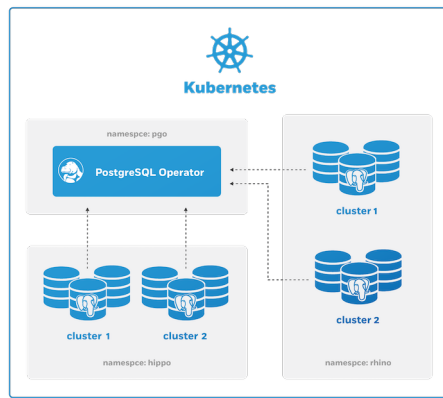 Kubernetes
namespce: pgo
PostgreSQL Operator
cluster 1
cluster 2
namespce: hippo
cluster 1
cluster 2
namespce: rhino